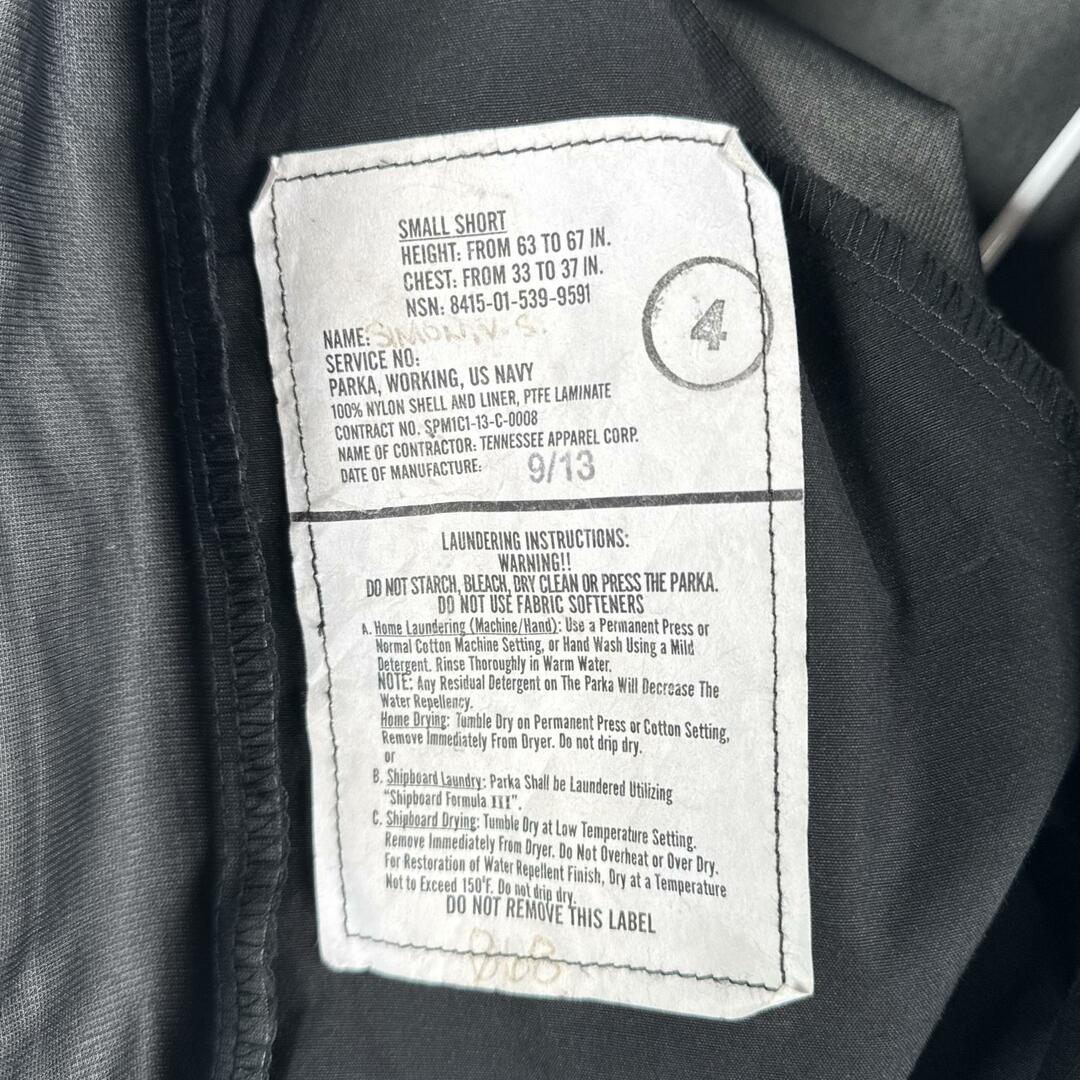 SMALL SHORT
HEIGHT: FROM 63 TO 67 IN.
CHEST: FROM 33 TO 37 IN.
NSN: 8415-01-539-9591
4
NAME: SIMON, V. S.
SERVICE NO:
PARKA, WORKING, US NAVY
100% NYLON SHELL AND LINER, PTFE LAMINATE
CONTRACT NO. SPM1C1-13-C-0008
NAME OF CONTRACTOR: TENNESSEE APPAREL CORP.
DATE OF MANUFACTURE: 9/13
LAUNDERING INSTRUCTIONS:
WARNING!!
DO NOT STARCH, BLEACH, DRY CLEAN OR PRESS THE PARKA.
DO NOT USE FABRIC SOFTENERS
A. Home Laundering (Machine/Hand): Use a Permanent Press or
Normal Cotton Machine Setting, or Hand Wash Using a Mild
Detergent. Rinse Thoroughly in Warm Water.
NOTE: Any Residual Detergent on The Parka Will Decrease The
Water Repellency.
Home Drying: Tumble Dry on Permanent Press or Cotton Setting,
Remove Immediately From Dryer. Do not drip dry.
or
B. Shipboard Laundry: Parka Shall be Laundered Utilizing
"Shipboard Formula III".
C. Shipboard Drying: Tumble Dry at Low Temperature Setting.
Remove Immediately From Dryer. Do Not Overheat or Over Dry.
For Restoration of Water Repellent Finish, Dry at a Temperature
Not to Exceed 150°F. Do not drip dry.
DO NOT REMOVE THIS LABEL